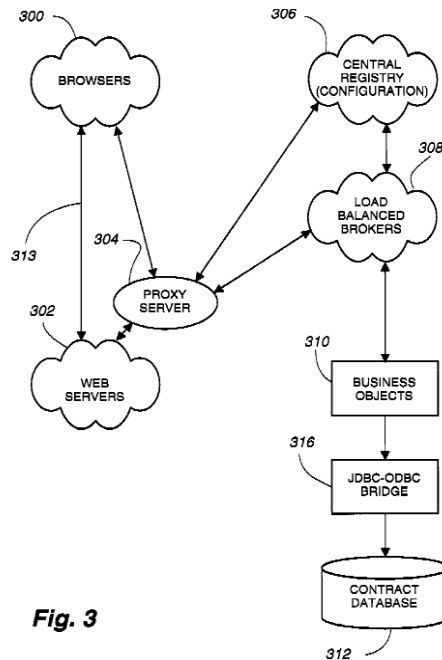 300
BROWSERS
306
CENTRAL
REGISTRY
(CONFIGURATION)
308
LOAD
BALANCED
BROKERS
313
304
PROXY
SERVER
302
WEB
SERVERS
310
BUSINESS
OBJECTS
316
JDBC-ODBC
BRIDGE
CONTRACT
DATABASE
312
Fig. 3